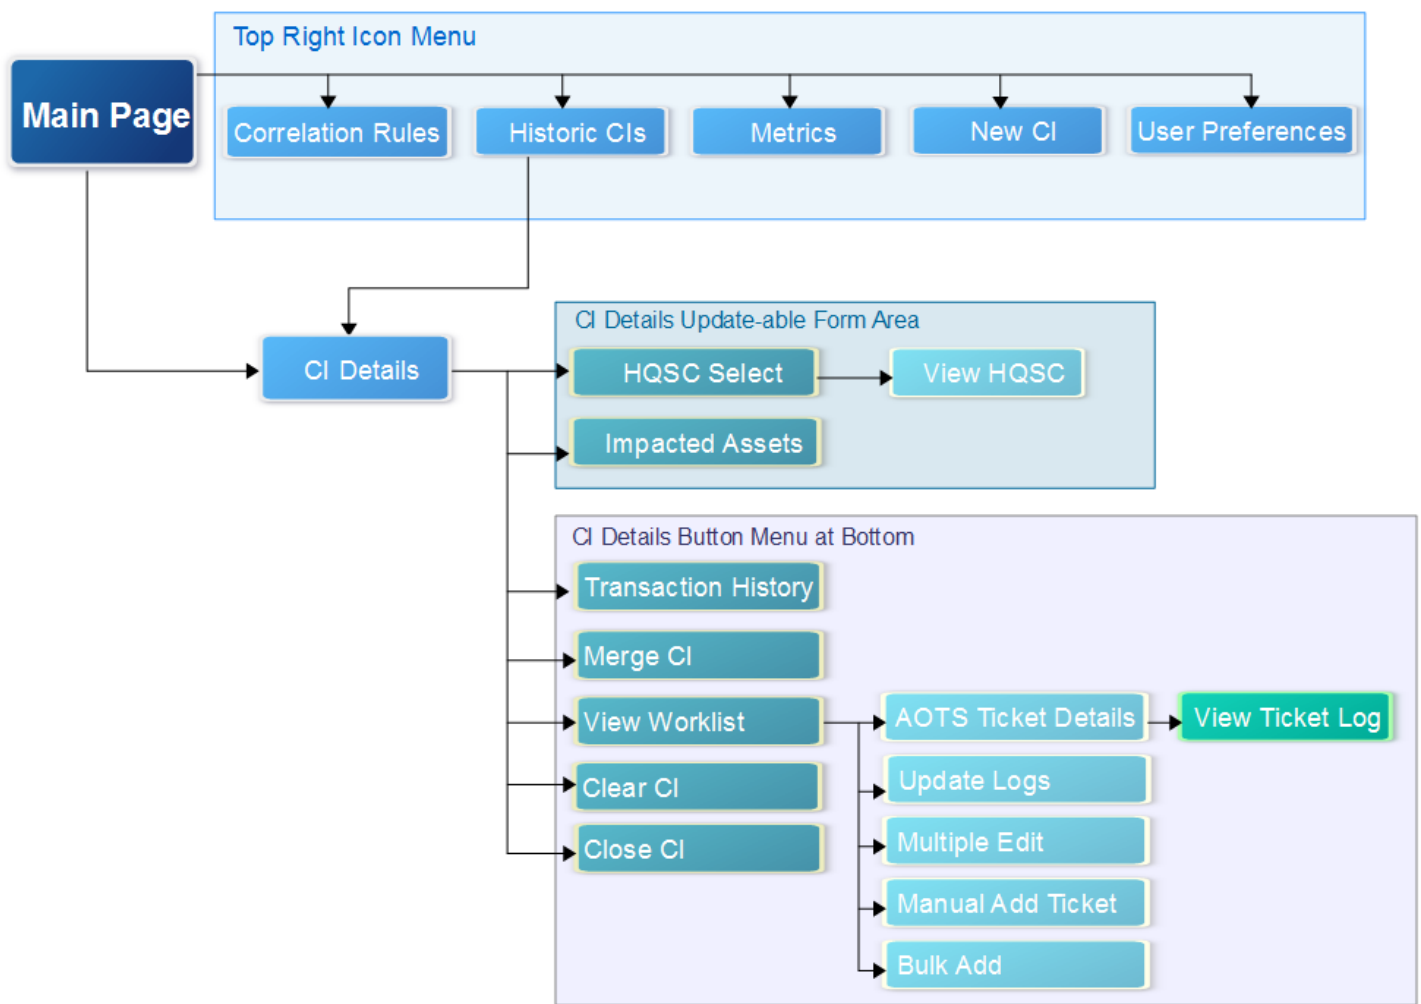 Top Right Icon Menu
Main Page
Correlation Rules
Historic CIs
Metrics
New CI
User Preferences
CI Details Update-able Form Area
CI Details
HQSC Select
View HQSC
Impacted Assets
CI Details Button Menu at Bottom
Transaction History
Merge CI
View Worklist
AOTS Ticket Details
View Ticket Log
Clear CI
Update Logs
Close CI
Multiple Edit
Manual Add Ticket
Bulk Add